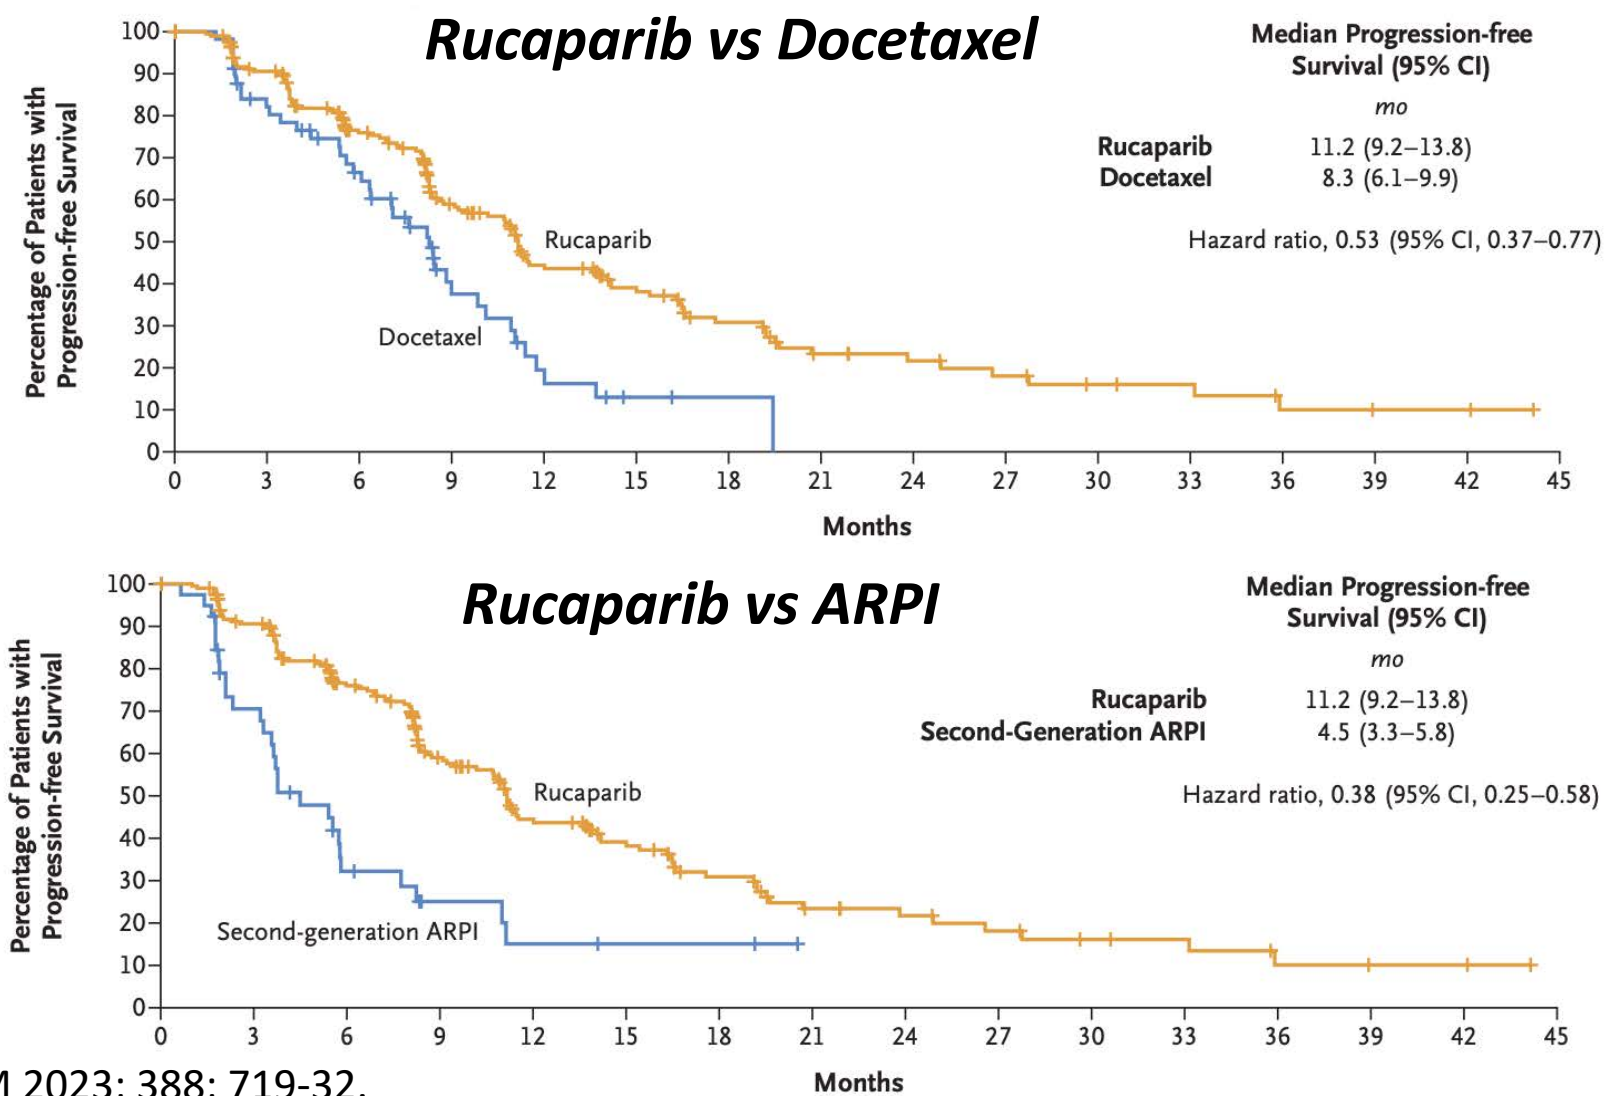 Rucaparib vs Docetaxel
Percentage of Patients with
Progression-free Survival
100
90
80
70
60
50
40
30
20
10
0
Median Progression-free
Survival (95% CI)
mo
Rucaparib 11.2 (9.2–13.8)
Docetaxel 8.3 (6.1–9.9)
Hazard ratio, 0.53 (95% CI, 0.37–0.77)
Rucaparib
Docetaxel
0 3 6 9 12 15 18 21 24 27 30 33 36 39 42 45
Months
Rucaparib vs ARPI
Percentage of Patients with
Progression-free Survival
100
90
80
70
60
50
40
30
20
10
0
Median Progression-free
Survival (95% CI)
mo
Rucaparib 11.2 (9.2–13.8)
Second-Generation ARPI 4.5 (3.3–5.8)
Hazard ratio, 0.38 (95% CI, 0.25–0.58)
Rucaparib
Second-generation ARPI
0 3 6 9 12 15 18 21 24 27 30 33 36 39 42 45
Months
2023; 388: 719-32.